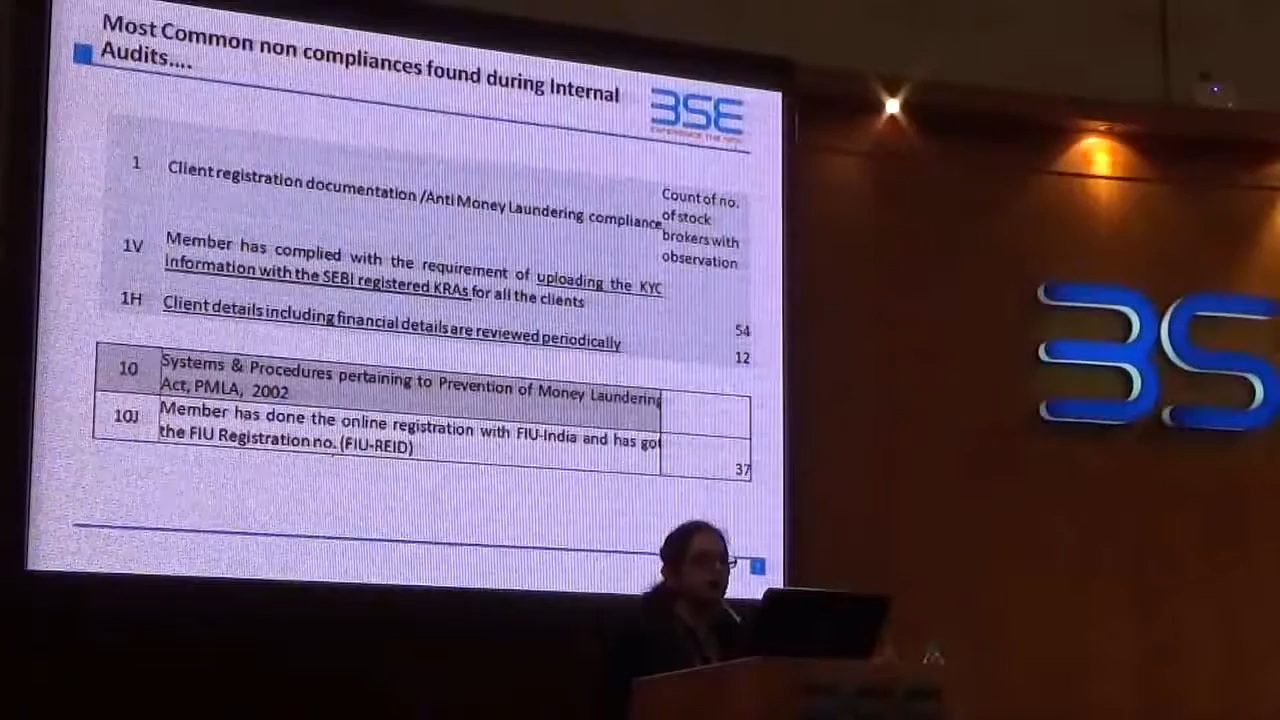 Most Common non compliances found during Internal
Audits....
BSE
EXPERIENCE THE NEW
1 Client registration documentation /Anti Money Laundering compliance
Count of no.
of stock
brokers with
observation
1V Member has complied with the requirement of uploading the KYC
Information with the SEBI registered KRAs for all the clients
54
1H Client details including financial details are reviewed periodically
12
10 Systems & Procedures pertaining to Prevention of Money Laundering
Act, PMLA, 2002
10J Member has done the online registration with FIU-India and has got
the FIU Registration no. (FIU-REID)
37
BS